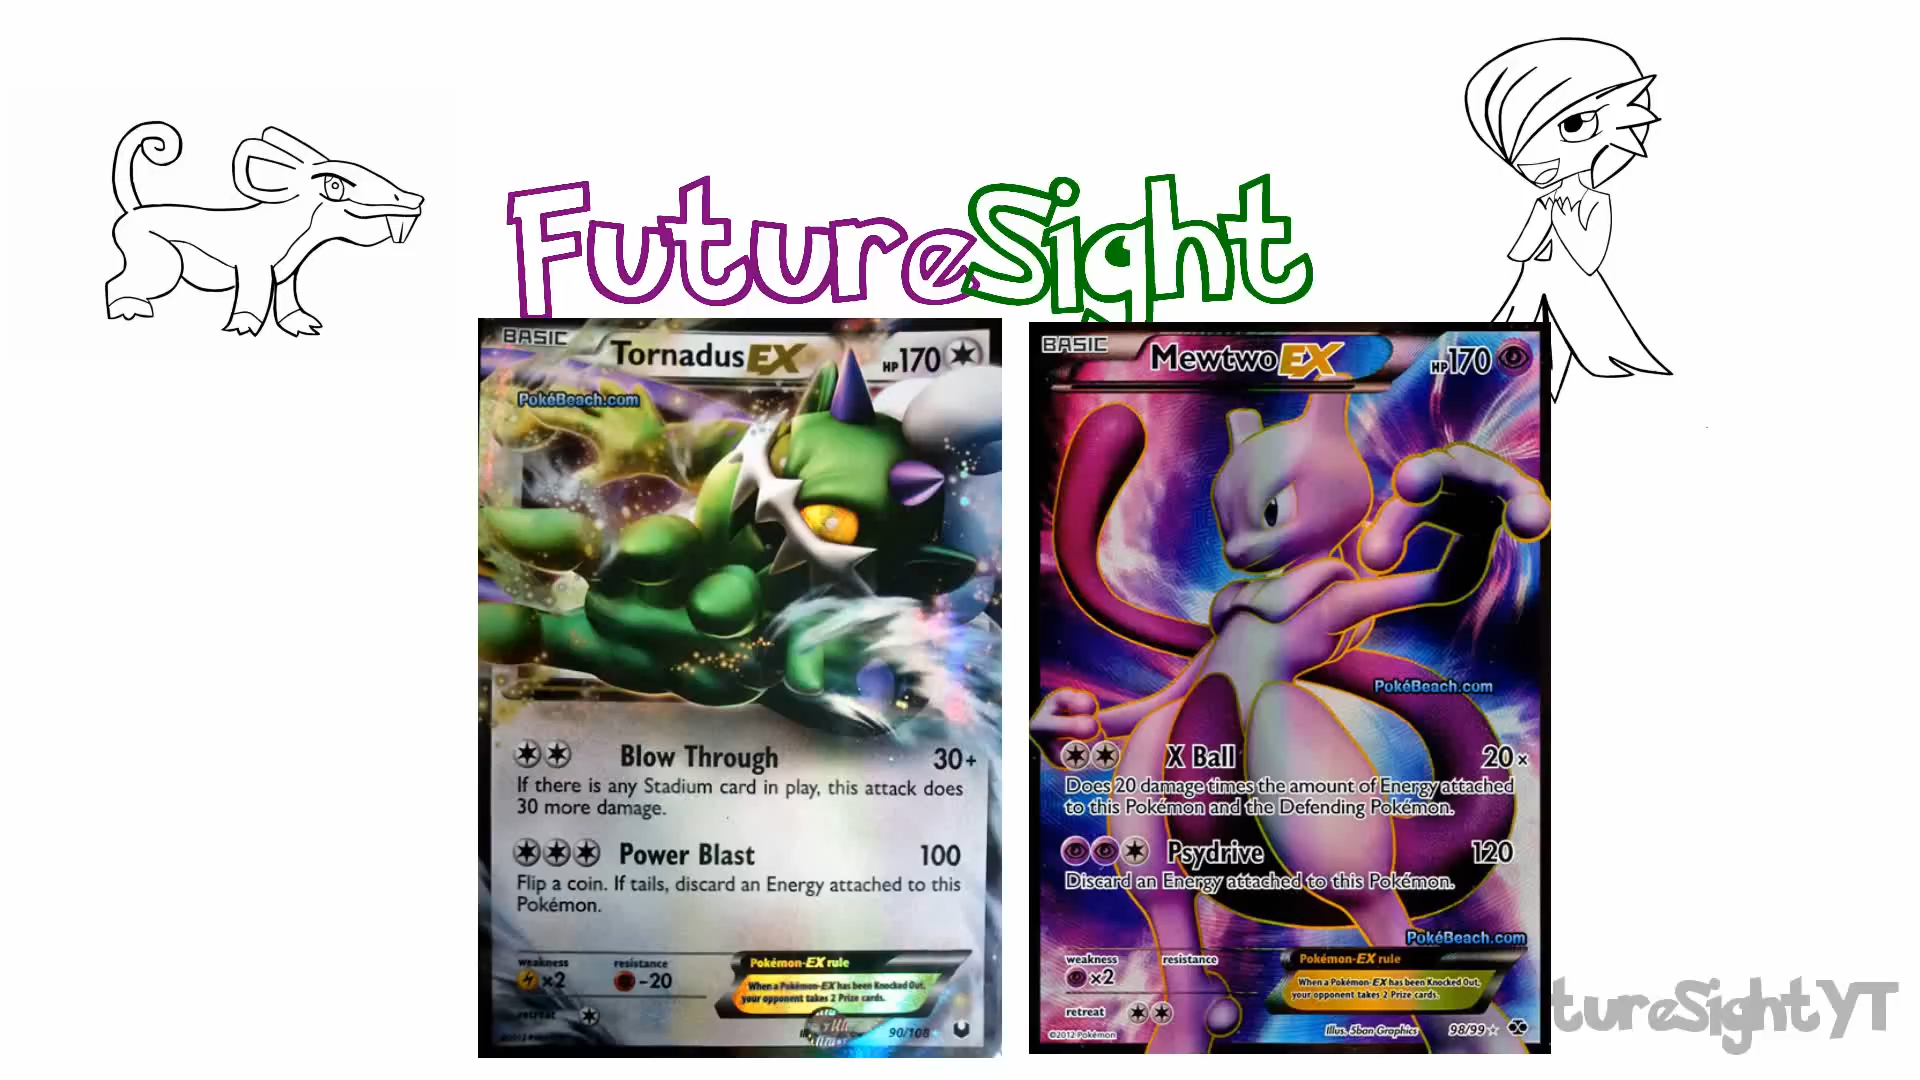 FutureSight
BASIC
Tornadus EX
HP 170
PokéBeach.com
Blow Through 30+
If there is any Stadium card in play, this attack does
30 more damage.
Power Blast 100
Flip a coin. If tails, discard an Energy attached to this
Pokémon.
weakness
×2
resistance
-20
retreat
Pokémon-EX rule
When a Pokémon-EX has been Knocked Out,
your opponent takes 2 Prize cards.
90/108
BASIC
Mewtwo EX
HP 170
PokéBeach.com
X Ball 20×
Does 20 damage times the amount of Energy attached
to this Pokémon and the Defending Pokémon.
Psydrive 120
Discard an Energy attached to this Pokémon.
PokéBeach.com
weakness
×2
resistance
retreat
Pokémon-EX rule
When a Pokémon-EX has been Knocked Out,
your opponent takes 2 Prize cards.
©2012 Pokémon
Illus. 5ban Graphics
98/99
tureSightYT